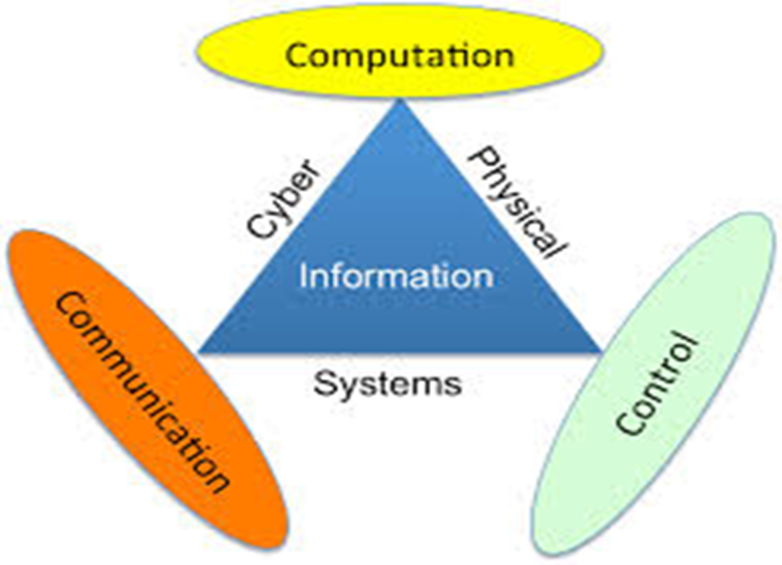 Computation
Cyber
Physical
Information
Communication
Systems
Control